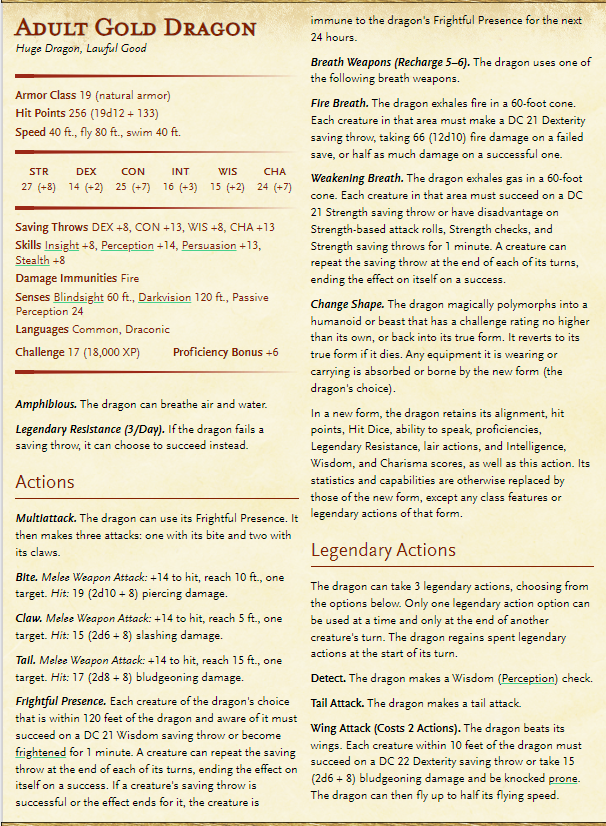 Adult Gold Dragon
Huge Dragon, Lawful Good
Armor Class 19 (natural armor)
Hit Points 256 (19d12 + 133)
Speed 40 ft., fly 80 ft., swim 40 ft.
STR DEX CON INT WIS CHA
27 (+8) 14 (+2) 25 (+7) 16 (+3) 15 (+2) 24 (+7)
Saving Throws DEX +8, CON +13, WIS +8, CHA +13
Skills Insight +8, Perception +14, Persuasion +13,
Stealth +8
Damage Immunities Fire
Senses Blindsight 60 ft., Darkvision 120 ft., Passive
Perception 24
Languages Common, Draconic
Challenge 17 (18,000 XP) Proficiency Bonus +6
Amphibious. The dragon can breathe air and water.
Legendary Resistance (3/Day). If the dragon fails a
saving throw, it can choose to succeed instead.
Actions
Multiattack. The dragon can use its Frightful Presence. It
then makes three attacks: one with its bite and two with
its claws.
Bite. Melee Weapon Attack: +14 to hit, reach 10 ft., one
target. Hit: 19 (2d10 + 8) piercing damage.
Claw. Melee Weapon Attack: +14 to hit, reach 5 ft., one
target. Hit: 15 (2d6 + 8) slashing damage.
Tail. Melee Weapon Attack: +14 to hit, reach 15 ft., one
target. Hit: 17 (2d8 + 8) bludgeoning damage.
Frightful Presence. Each creature of the dragon's choice
that is within 120 feet of the dragon and aware of it must
succeed on a DC 21 Wisdom saving throw or become
frightened for 1 minute. A creature can repeat the saving
throw at the end of each of its turns, ending the effect on
itself on a success. If a creature's saving throw is
successful or the effect ends for it, the creature is
immune to the dragon's Frightful Presence for the next
24 hours.
Breath Weapons (Recharge 5–6). The dragon uses one of
the following breath weapons.
Fire Breath. The dragon exhales fire in a 60-foot cone.
Each creature in that area must make a DC 21 Dexterity
saving throw, taking 66 (12d10) fire damage on a failed
save, or half as much damage on a successful one.
Weakening Breath. The dragon exhales gas in a 60-foot
cone. Each creature in that area must succeed on a DC
21 Strength saving throw or have disadvantage on
Strength-based attack rolls, Strength checks, and
Strength saving throws for 1 minute. A creature can
repeat the saving throw at the end of each of its turns,
ending the effect on itself on a success.
Change Shape. The dragon magically polymorphs into a
humanoid or beast that has a challenge rating no higher
than its own, or back into its true form. It reverts to its
true form if it dies. Any equipment it is wearing or
carrying is absorbed or borne by the new form (the
dragon's choice).
In a new form, the dragon retains its alignment, hit
points, Hit Dice, ability to speak, proficiencies,
Legendary Resistance, lair actions, and Intelligence,
Wisdom, and Charisma scores, as well as this action. Its
statistics and capabilities are otherwise replaced by
those of the new form, except any class features or
legendary actions of that form.
Legendary Actions
The dragon can take 3 legendary actions, choosing from
the options below. Only one legendary action option can
be used at a time and only at the end of another
creature's turn. The dragon regains spent legendary
actions at the start of its turn.
Detect. The dragon makes a Wisdom (Perception) check.
Tail Attack. The dragon makes a tail attack.
Wing Attack (Costs 2 Actions). The dragon beats its
wings. Each creature within 10 feet of the dragon must
succeed on a DC 22 Dexterity saving throw or take 15
(2d6 + 8) bludgeoning damage and be knocked prone.
The dragon can then fly up to half its flying speed.